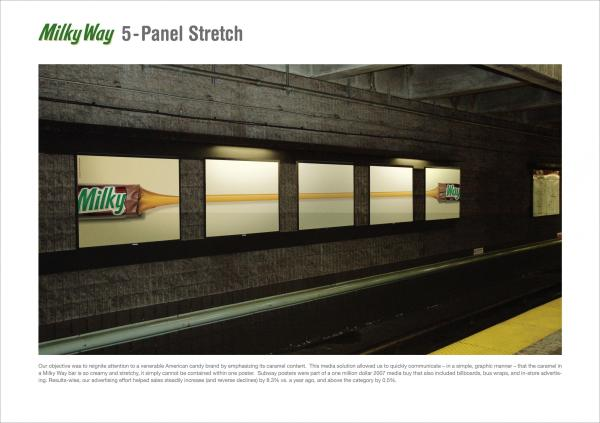 Milky Way 5-Panel Stretch
Milky
Way
Our objective was to reignite attention to a venerable American candy brand by emphasizing its caramel content. This media solution allowed us to quickly communicate – in a simple, graphic manner – that the caramel in
a Milky Way bar is so creamy and stretchy, it simply cannot be contained within one poster. Subway posters were part of a one million dollar 2007 media buy that also included billboards, bus wraps, and in-store advertis-
ing. Results-wise, our advertising effort helped sales steadily increase (and reverse declines) by 8.3% vs. a year ago, and above the category by 0.5%.